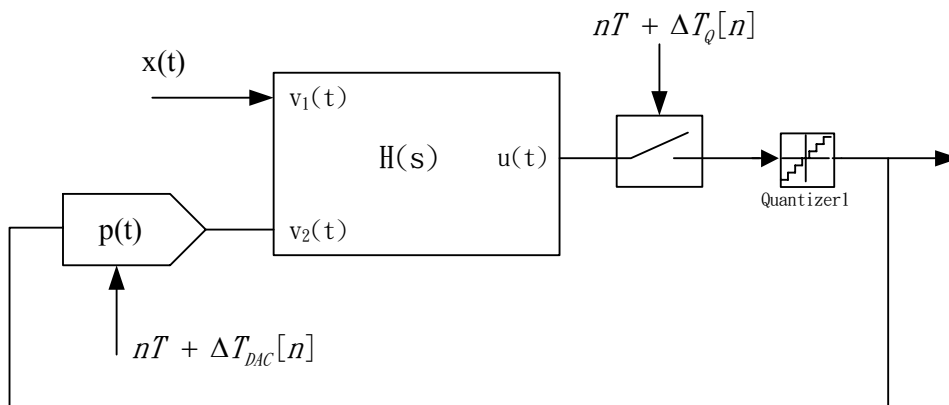 nT + ΔT_Q[n]
x(t)
v₁(t)
H(s)
u(t)
Quantizer1
p(t)
v₂(t)
nT + ΔT_DAC[n]